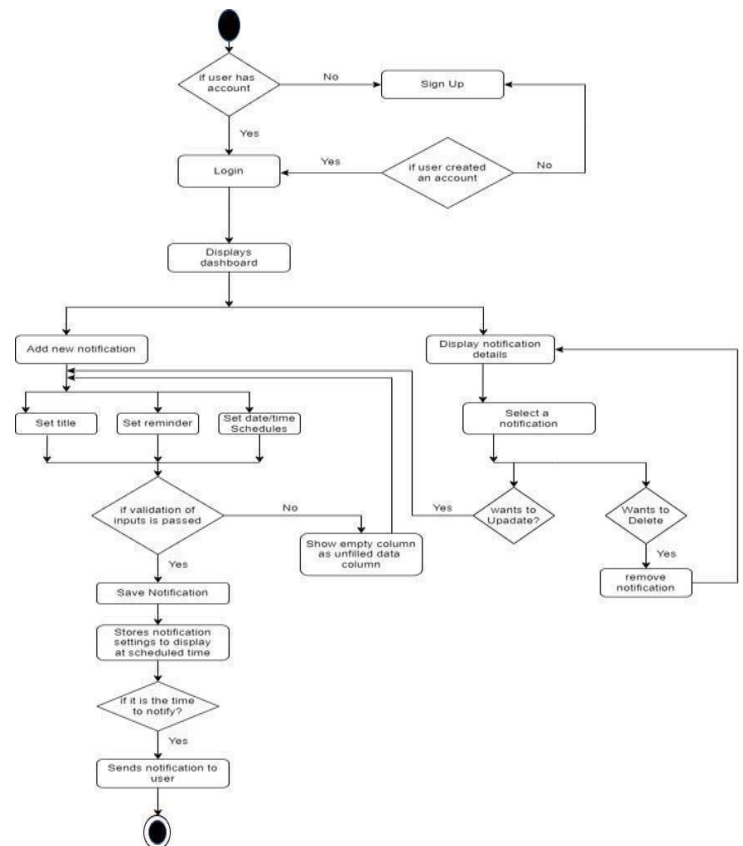 if user has
account
No
Sign Up
Yes
Login
Yes
if user created
an account
No
Displays
dashboard
Add new notification
Display notification
details
Set title
Set reminder
Set date/time
Schedules
Select a
notification
if validation of
inputs is passed
No
Show empty column
as unfilled data
column
Yes
wants to
Upadate?
Wants to
Delete
Yes
remove
notification
Yes
Save Notification
Stores notification
settings to display
at scheduled time
if it is the time
to notify?
Yes
Sends notification to
user